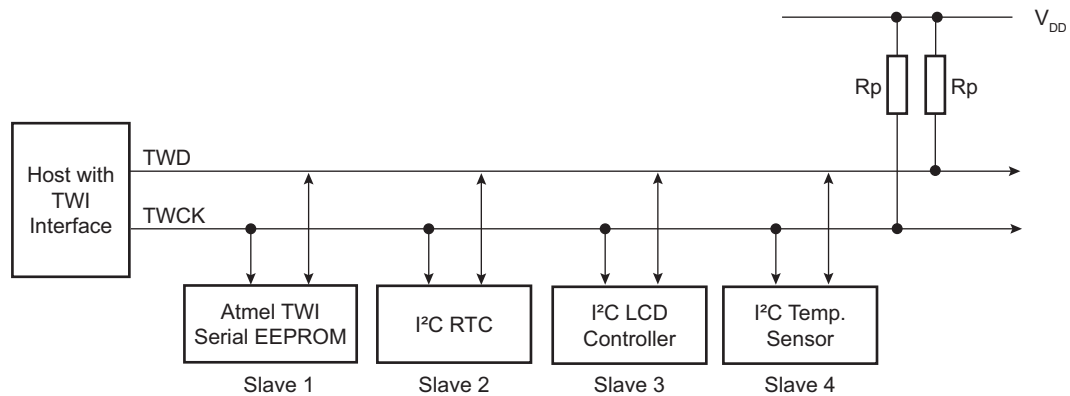 V_DD
Rp
Rp
Host with
TWI
Interface
TWD
TWCK
Atmel TWI
Serial EEPROM
I²C RTC
I²C LCD
Controller
I²C Temp.
Sensor
Slave 1
Slave 2
Slave 3
Slave 4